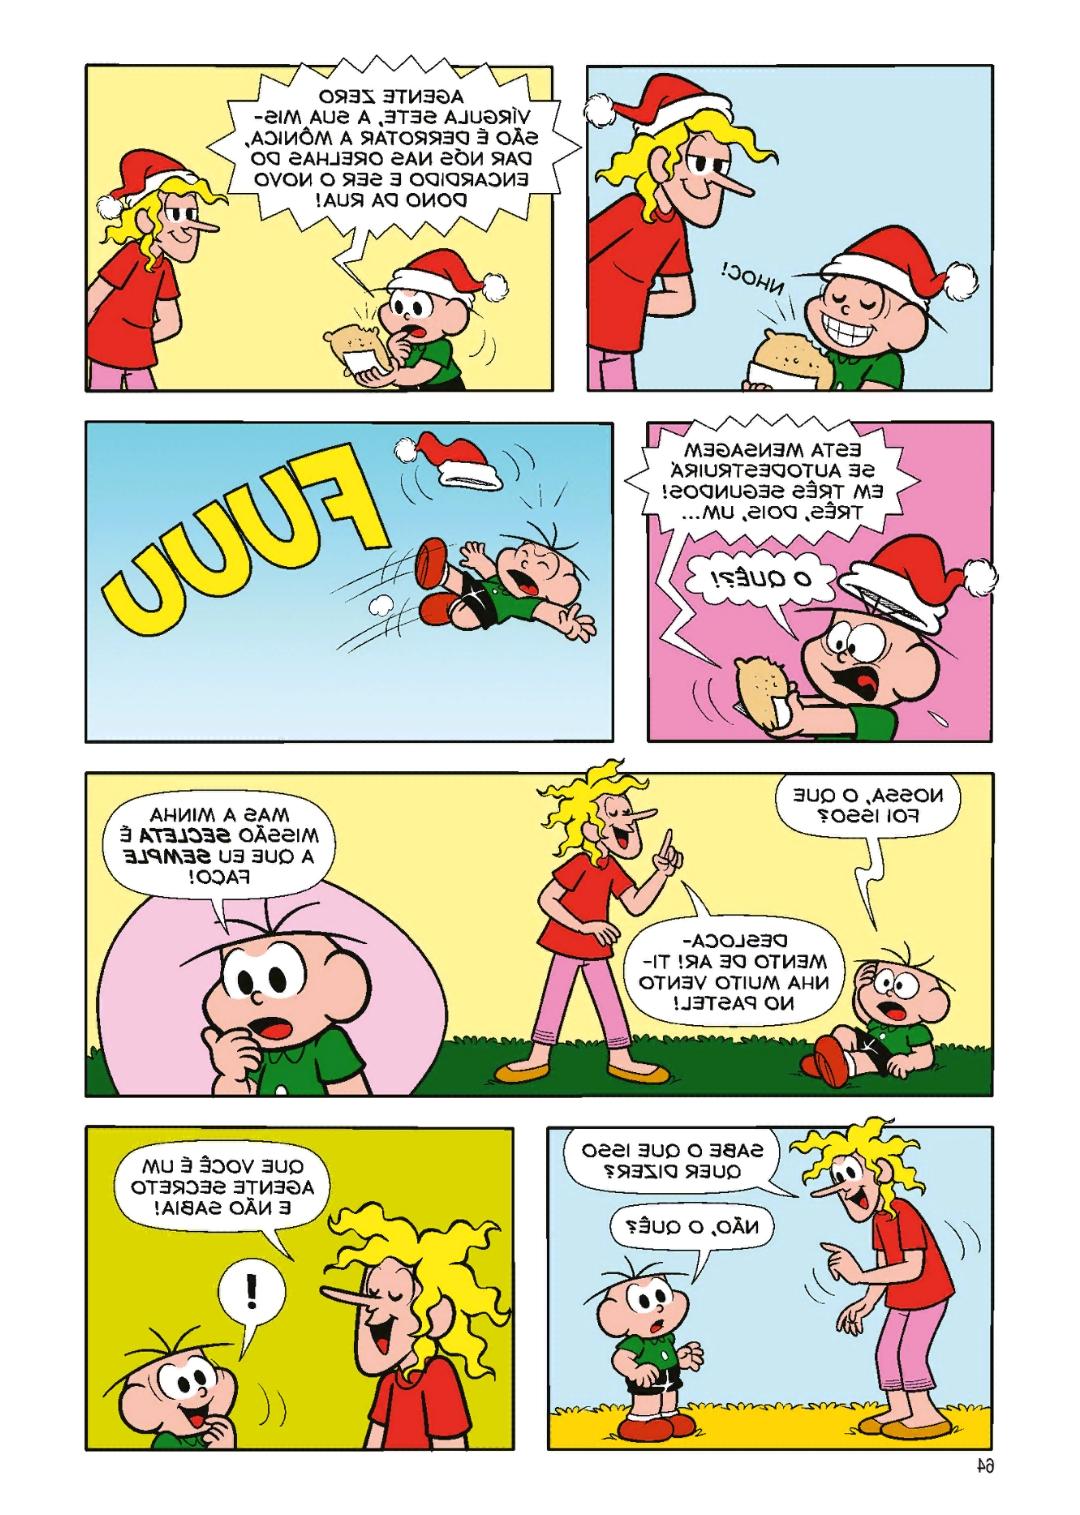 NHOC!
AGENTE ZERO
VÍRGULA SETE, A SUA MIS-
SÃO É DERROTAR A MÔNICA,
DAR NÓS NAS ORELHAS DO
ENCARDIDO E SER O NOVO
DONO DA RUA!
ESTA MENSAGEM
SE AUTODESTRUIRÁ
EM TRÊS SEGUNDOS!
TRÊS, DOIS, UM...
O QUÊ?!
FUUU
NOSSA, O QUE
FOI ISSO?
DESLOCA-
MENTO DE AR! TI-
NHA MUITO VENTO
NO PASTEL!
MAS A MINHA
MISSÃO SECLETA É
A QUE EU SEMPLE
FAÇO!
SABE O QUE ISSO
QUER DIZER?
NÃO, O QUÊ?
QUE VOCÊ É UM
AGENTE SECRETO
E NÃO SABIA!
!
64